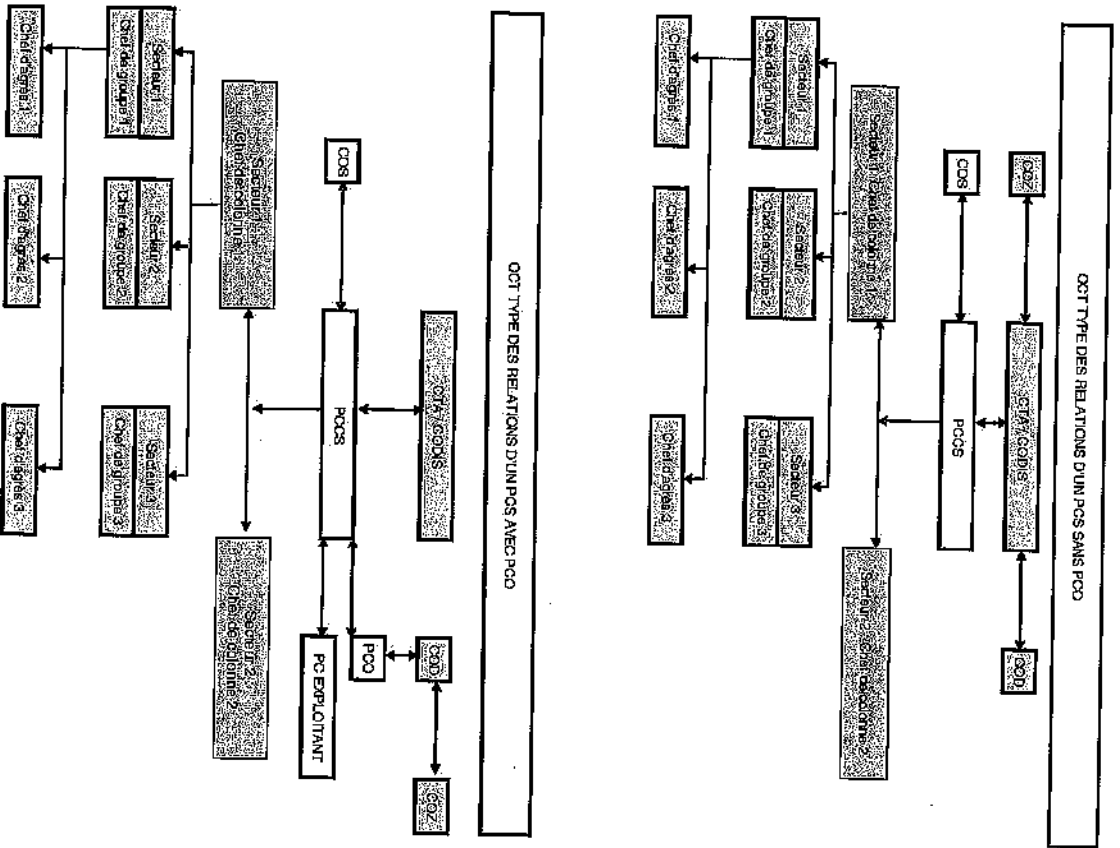 OCT TYPE DES RELATIONS D'UN PCS SANS PCO
COZ
CTA / CODIS
COD
CDS
PCCS
Secteur 1 Chef de colonne 1
Secteur 2 Chef de colonne 2
Secteur 1
Chef de groupe 1
Secteur 2
Chef de groupe 2
Secteur 3
Chef de groupe 3
Chef d'agrès 1
Chef d'agrès 2
Chef d'agrès 3
OCT TYPE DES RELATIONS D'UN PCS AVEC PCO
CTA / CODIS
COD
COZ
CDS
PCCS
PCO
PC EXPLOITANT
Secteur 1
Chef de colonne 1
Secteur 2
Chef de colonne 2
Secteur 1
Chef de groupe 1
Secteur 2
Chef de groupe 2
Secteur 3
Chef de groupe 3
Chef d'agrès 1
Chef d'agrès 2
Chef d'agrès 3